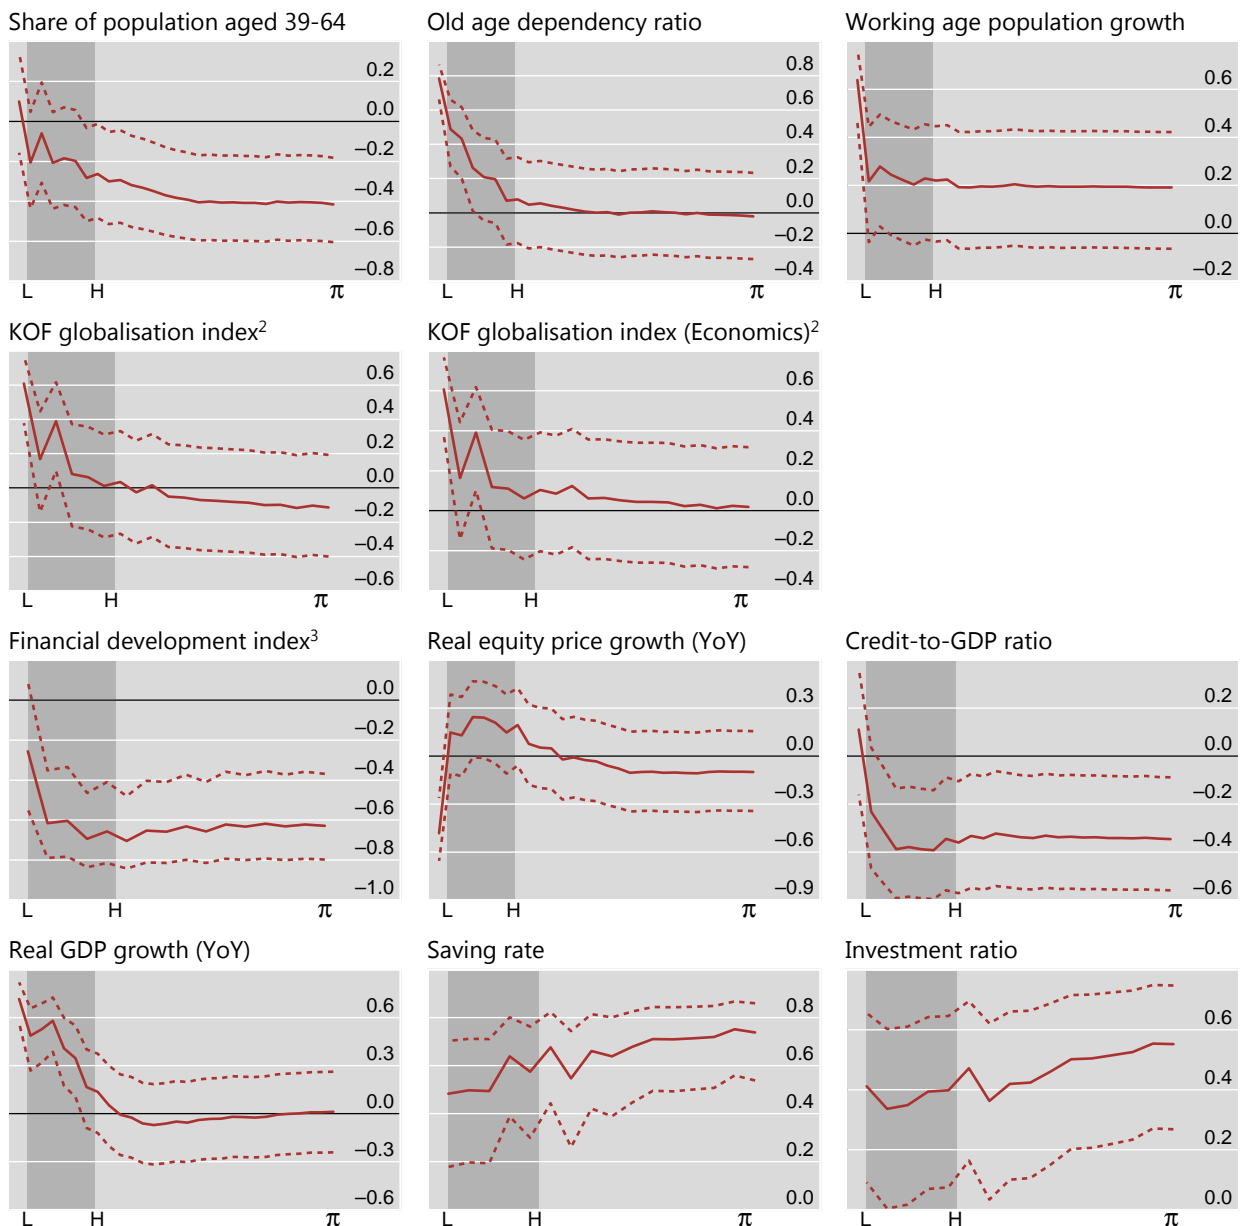 Share of population aged 39-64
Old age dependency ratio
Working age population growth
0.2
0.0
–0.2
–0.4
–0.6
–0.8
L H π
0.8
0.6
0.4
0.2
0.0
–0.2
–0.4
L H π
0.6
0.4
0.2
0.0
–0.2
L H π
KOF globalisation index²
KOF globalisation index (Economics)²
0.6
0.4
0.2
0.0
–0.2
–0.4
–0.6
L H π
0.6
0.4
0.2
0.0
–0.2
–0.4
L H π
Financial development index³
Real equity price growth (YoY)
Credit-to-GDP ratio
0.0
–0.2
–0.4
–0.6
–0.8
–1.0
L H π
0.3
0.0
–0.3
–0.6
–0.9
L H π
0.2
0.0
–0.2
–0.4
–0.6
L H π
Real GDP growth (YoY)
Saving rate
Investment ratio
0.6
0.3
0.0
–0.3
–0.6
L H π
0.8
0.6
0.4
0.2
0.0
L H π
0.6
0.4
0.2
0.0
L H π